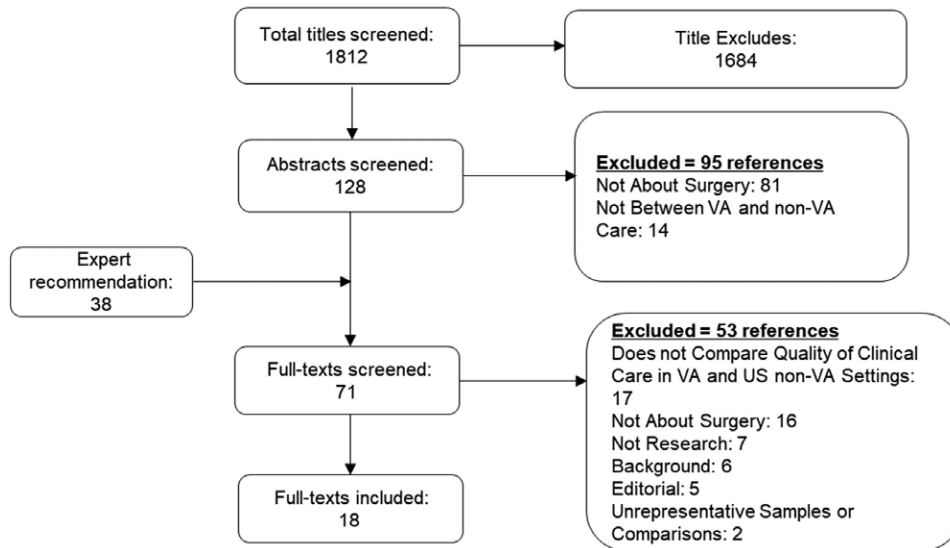 Total titles screened:
1812
Title Excludes:
1684
Abstracts screened:
128
Excluded = 95 references
Not About Surgery: 81
Not Between VA and non-VA
Care: 14
Expert
recommendation:
38
Full-texts screened:
71
Excluded = 53 references
Does not Compare Quality of Clinical
Care in VA and US non-VA Settings:
17
Not About Surgery: 16
Not Research: 7
Background: 6
Editorial: 5
Unrepresentative Samples or
Comparisons: 2
Full-texts included:
18